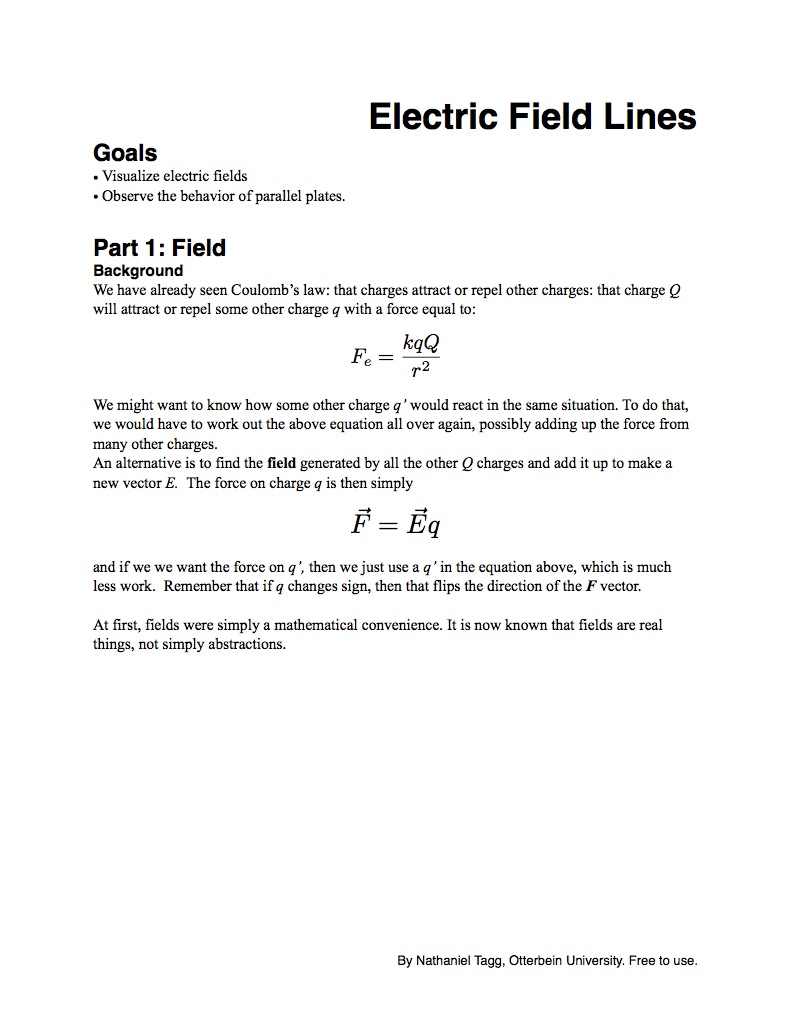 Electric Field Lines
Goals
• Visualize electric fields
• Observe the behavior of parallel plates.
Part 1: Field
Background
We have already seen Coulomb’s law: that charges attract or repel other charges: that charge Q
will attract or repel some other charge q with a force equal to:
Fₑ = kqQ / r²
We might want to know how some other charge q’ would react in the same situation. To do that,
we would have to work out the above equation all over again, possibly adding up the force from
many other charges.
An alternative is to find the field generated by all the other Q charges and add it up to make a
new vector E.  The force on charge q is then simply
F⃗ = E⃗q
and if we we want the force on q’, then we just use a q’ in the equation above, which is much
less work.  Remember that if q changes sign, then that flips the direction of the F vector.
At first, fields were simply a mathematical convenience. It is now known that fields are real
things, not simply abstractions.
By Nathaniel Tagg, Otterbein University. Free to use.